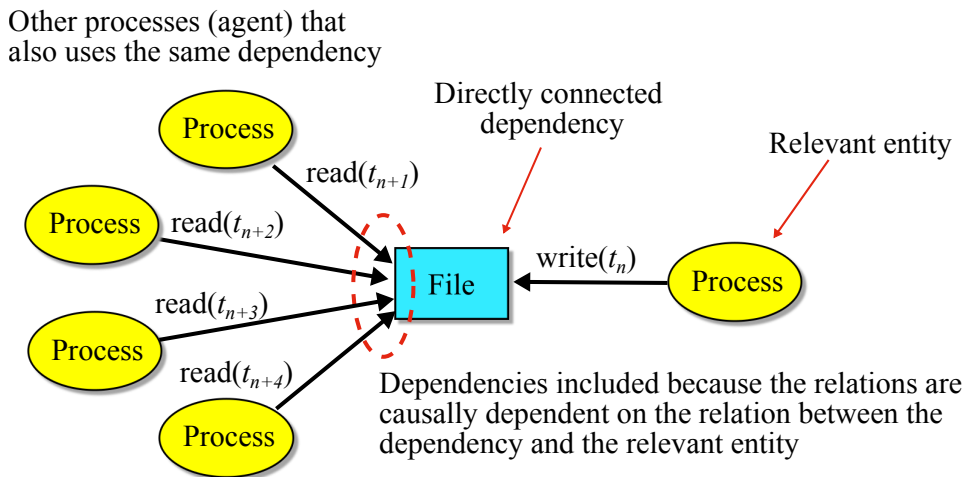 Other processes (agent) that
also uses the same dependency
Directly connected
dependency
Relevant entity
Process
read(tn+1)
Process
read(tn+2)
write(tn)
File
Process
read(tn+3)
Process
read(tn+4)
Process
Dependencies included because the relations are
causally dependent on the relation between the
dependency and the relevant entity